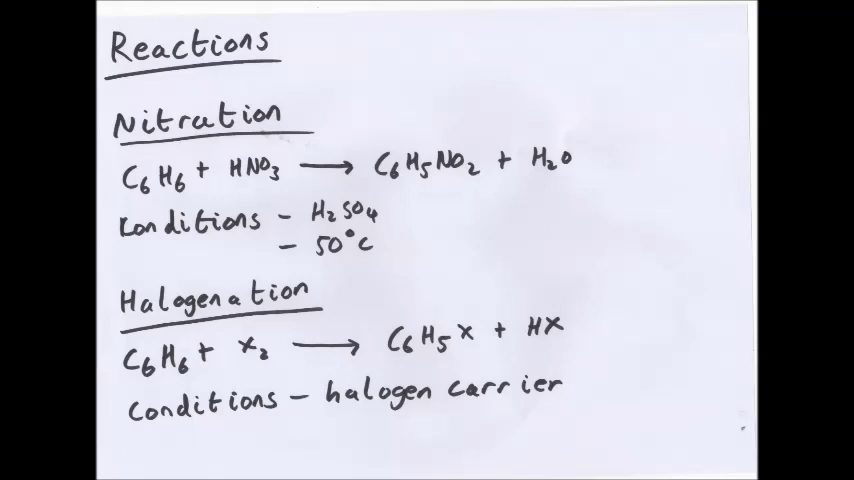 Reactions
Nitration
C₆H₆ + HNO₃ ⟶ C₆H₅NO₂ + H₂O
Conditions - H₂SO₄
- 50°C
Halogenation
C₆H₆ + X₂ ⟶ C₆H₅X + HX
Conditions - halogen carrier